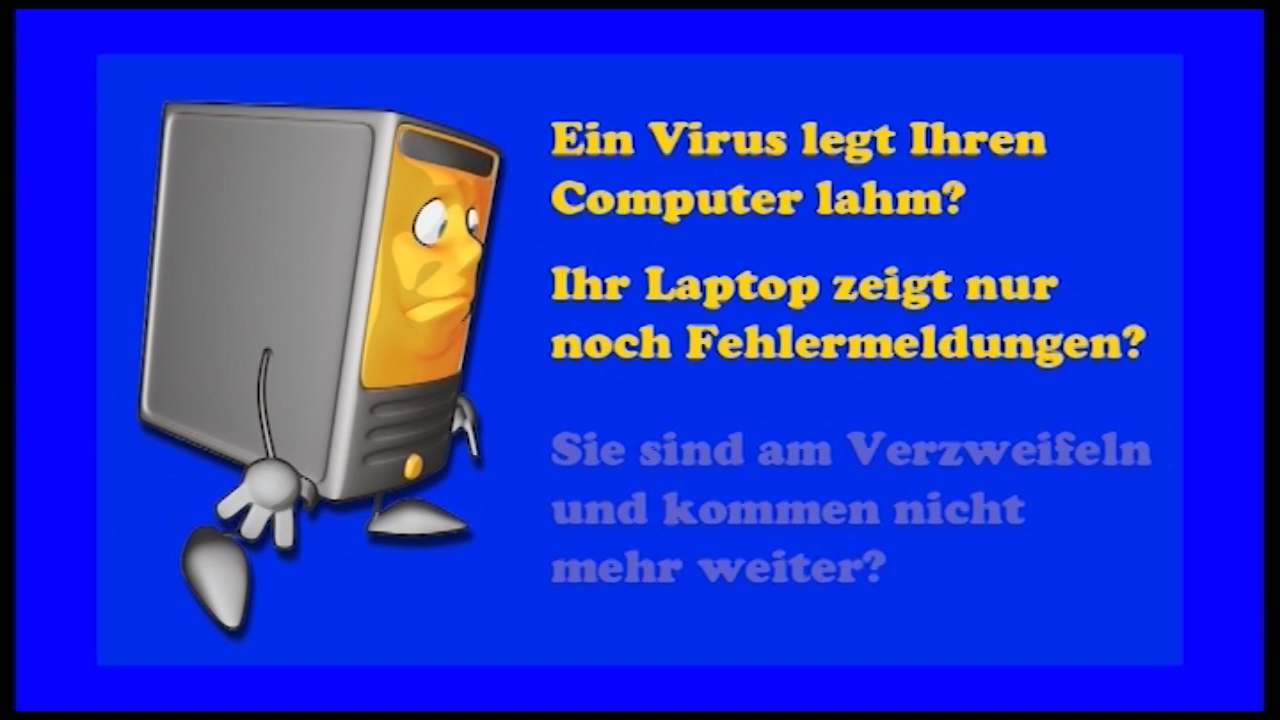 Ein Virus legt Ihren
Computer lahm?
Ihr Laptop zeigt nur
noch Fehlermeldungen?
Sie sind am Verzweifeln
und kommen nicht
mehr weiter?